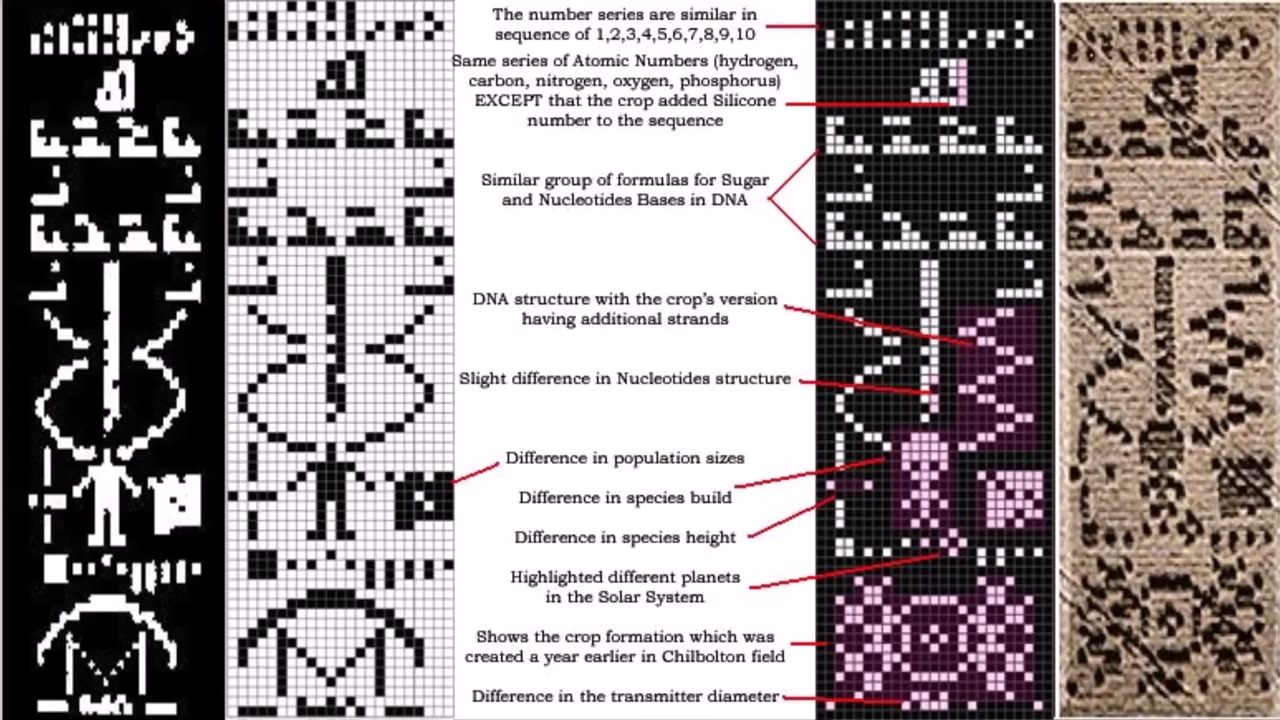 The number series are similar in
sequence of 1,2,3,4,5,6,7,8,9,10
Same series of Atomic Numbers (hydrogen,
carbon, nitrogen, oxygen, phosphorus)
EXCEPT that the crop added Silicone
number to the sequence
Similar group of formulas for Sugar
and Nucleotides Bases in DNA
DNA structure with the crop's version
having additional strands
Slight difference in Nucleotides structure
Difference in population sizes
Difference in species build
Difference in species height
Highlighted different planets
in the Solar System
Shows the crop formation which was
created a year earlier in Chilbolton field
Difference in the transmitter diameter